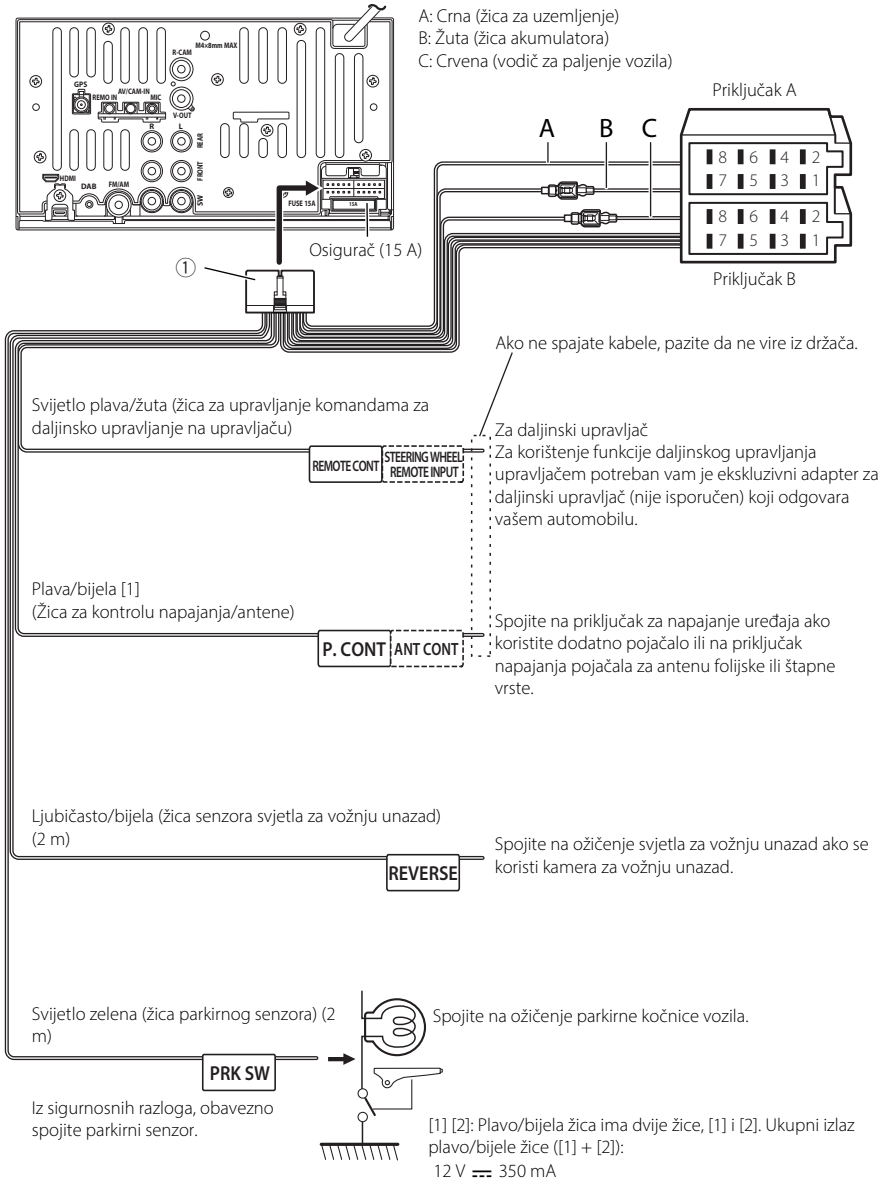 A: Crna (žica za uzemljenje)
B: Žuta (žica akumulatora)
C: Crvena (vodič za paljenje vozila)
M4×8mm MAX
R-CAM
GPS
AV/CAM-IN
REMO IN
MIC
V-OUT
R
L
REAR
FRONT
SW
HDMI
DAB
FM/AM
FUSE 15A
15A
Osigurač (15 A)
①
A
B
C
Priključak A
8 6 4 2
7 5 3 1
8 6 4 2
7 5 3 1
Priključak B
Ako ne spajate kabele, pazite da ne vire iz držača.
Svijetlo plava/žuta (žica za upravljanje komandama za
daljinsko upravljanje na upravljaču)
REMOTE CONT
STEERING WHEEL
REMOTE INPUT
Za daljinski upravljač
Za korištenje funkcije daljinskog upravljanja
upravljačem potreban vam je ekskluzivni adapter za
daljinski upravljač (nije isporučen) koji odgovara
vašem automobilu.
Plava/bijela [1]
(Žica za kontrolu napajanja/antene)
P. CONT
ANT CONT
Spojite na priključak za napajanje uređaja ako
koristite dodatno pojačalo ili na priključak
napajanja pojačala za antenu folijske ili štapne
vrste.
Ljubičasto/bijela (žica senzora svjetla za vožnju unazad)
(2 m)
REVERSE
Spojite na ožičenje svjetla za vožnju unazad ako se
koristi kamera za vožnju unazad.
Svijetlo zelena (žica parkirnog senzora) (2
m)
PRK SW
Spojite na ožičenje parkirne kočnice vozila.
Iz sigurnosnih razloga, obavezno
spojite parkirni senzor.
[1] [2]: Plavo/bijela žica ima dvije žice, [1] i [2]. Ukupni izlaz
plavo/bijele žice ([1] + [2]):
12 V ⎓ 350 mA